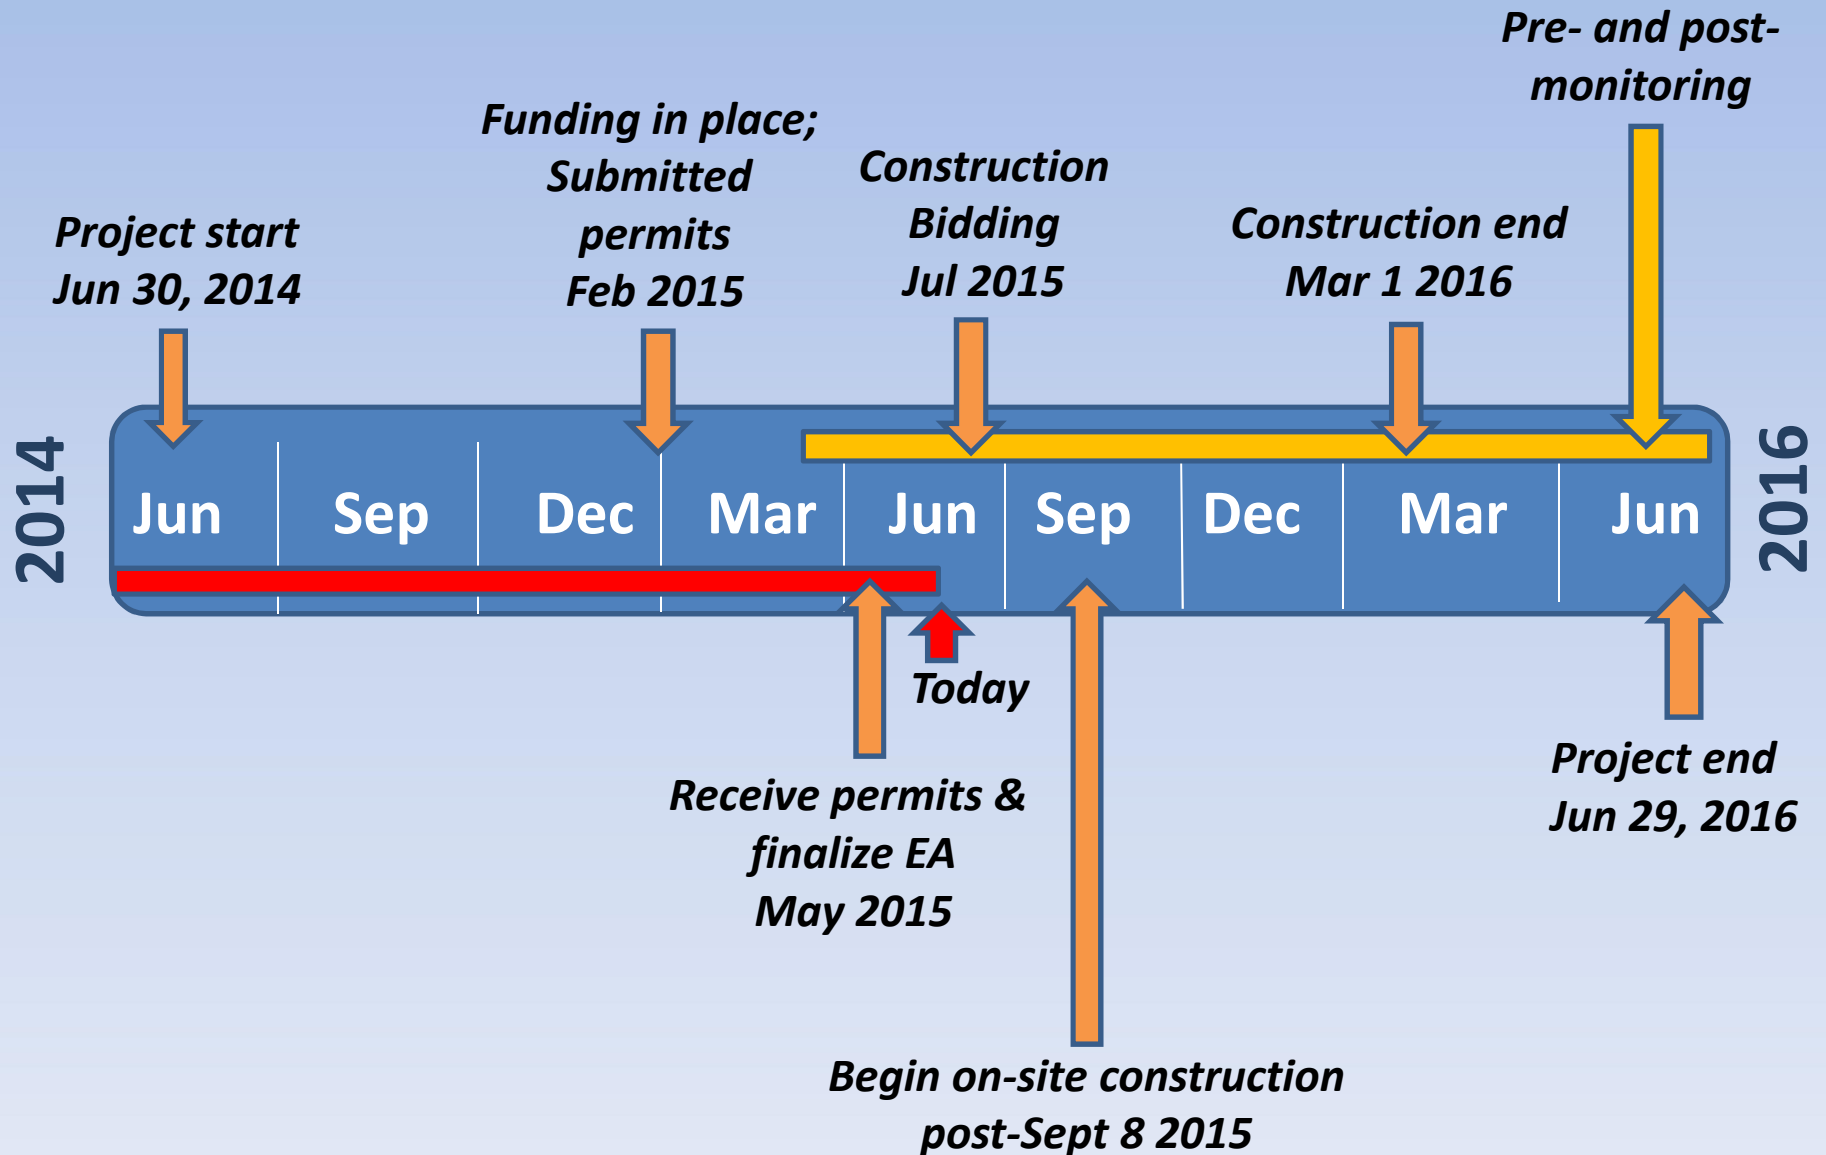 Pre- and post-
monitoring
Funding in place;
Submitted
permits
Feb 2015
Construction
Bidding
Jul 2015
Project start
Jun 30, 2014
Construction end
Mar 1 2016
2014
Jun Sep Dec Mar Jun Sep Dec Mar Jun
2016
Today
Receive permits &
finalize EA
May 2015
Project end
Jun 29, 2016
Begin on-site construction
post-Sept 8 2015